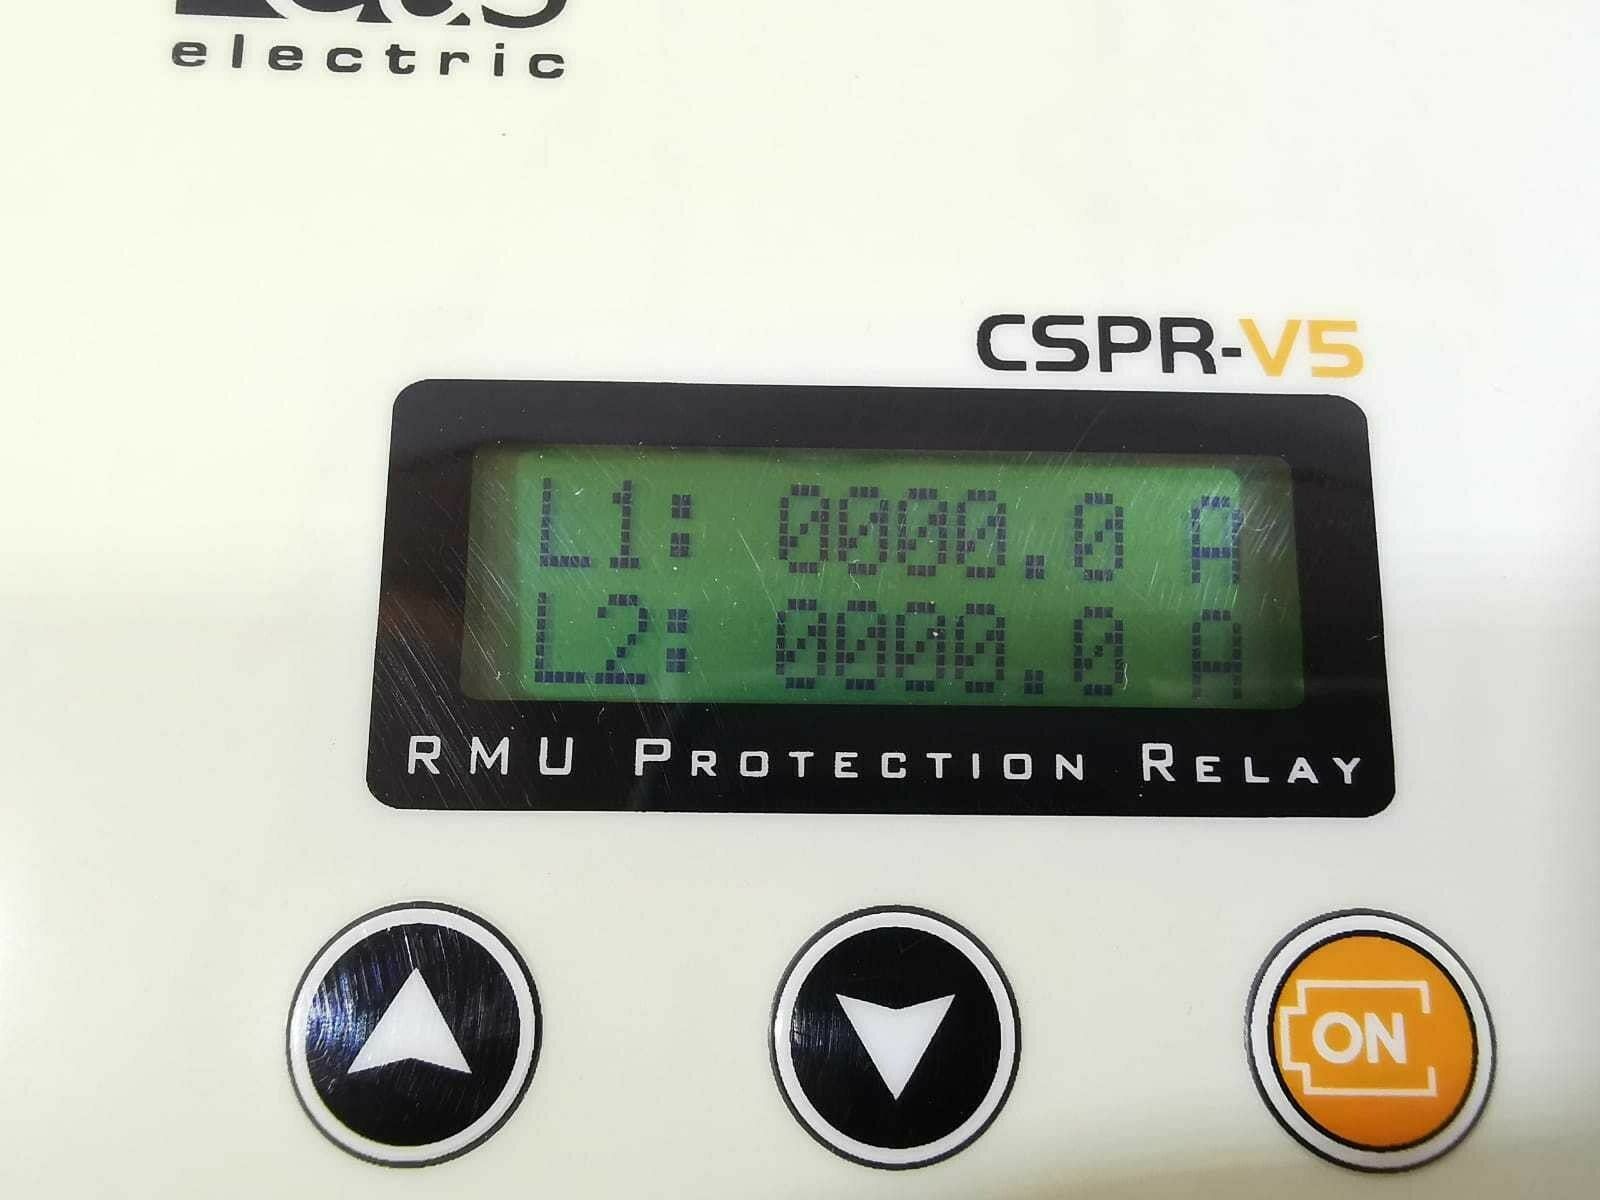 electric
CSPR-V5
L1: 0000.0 A
L2: 0000.0 A
RMU PROTECTION RELAY
ON